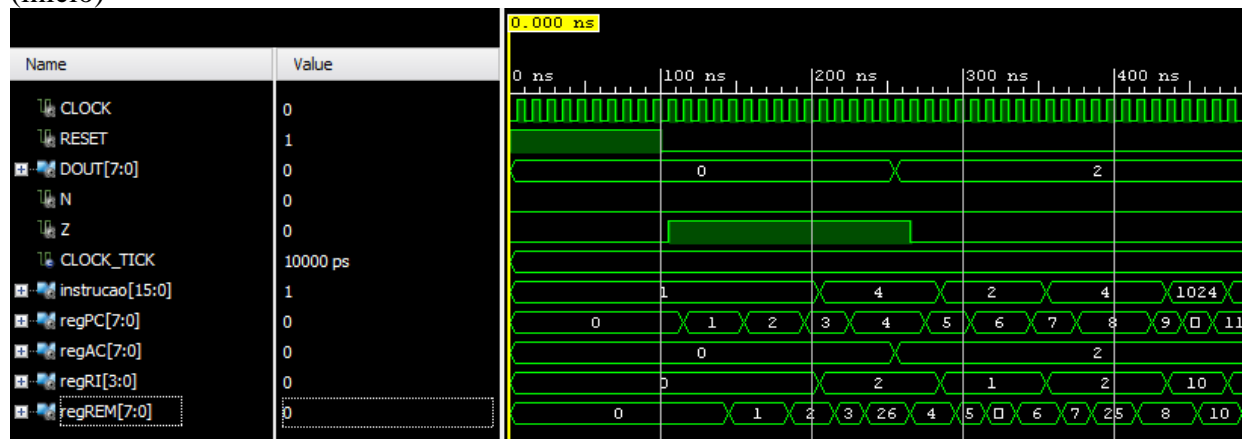 (início)
0.000 ns
Name Value
0 ns 100 ns 200 ns 300 ns 400 ns
CLOCK 0
RESET 1
DOUT[7:0] 0 0 2
N 0
Z 0
CLOCK_TICK 10000 ps
instrucao[15:0] 1 1 4 2 4 1024
regPC[7:0] 0 0 1 2 3 4 5 6 7 8 9 11
regAC[7:0] 0 0 2
regRI[3:0] 0 0 2 1 2 10
regREM[7:0] 0 0 1 2 3 26 4 5 6 7 25 8 10